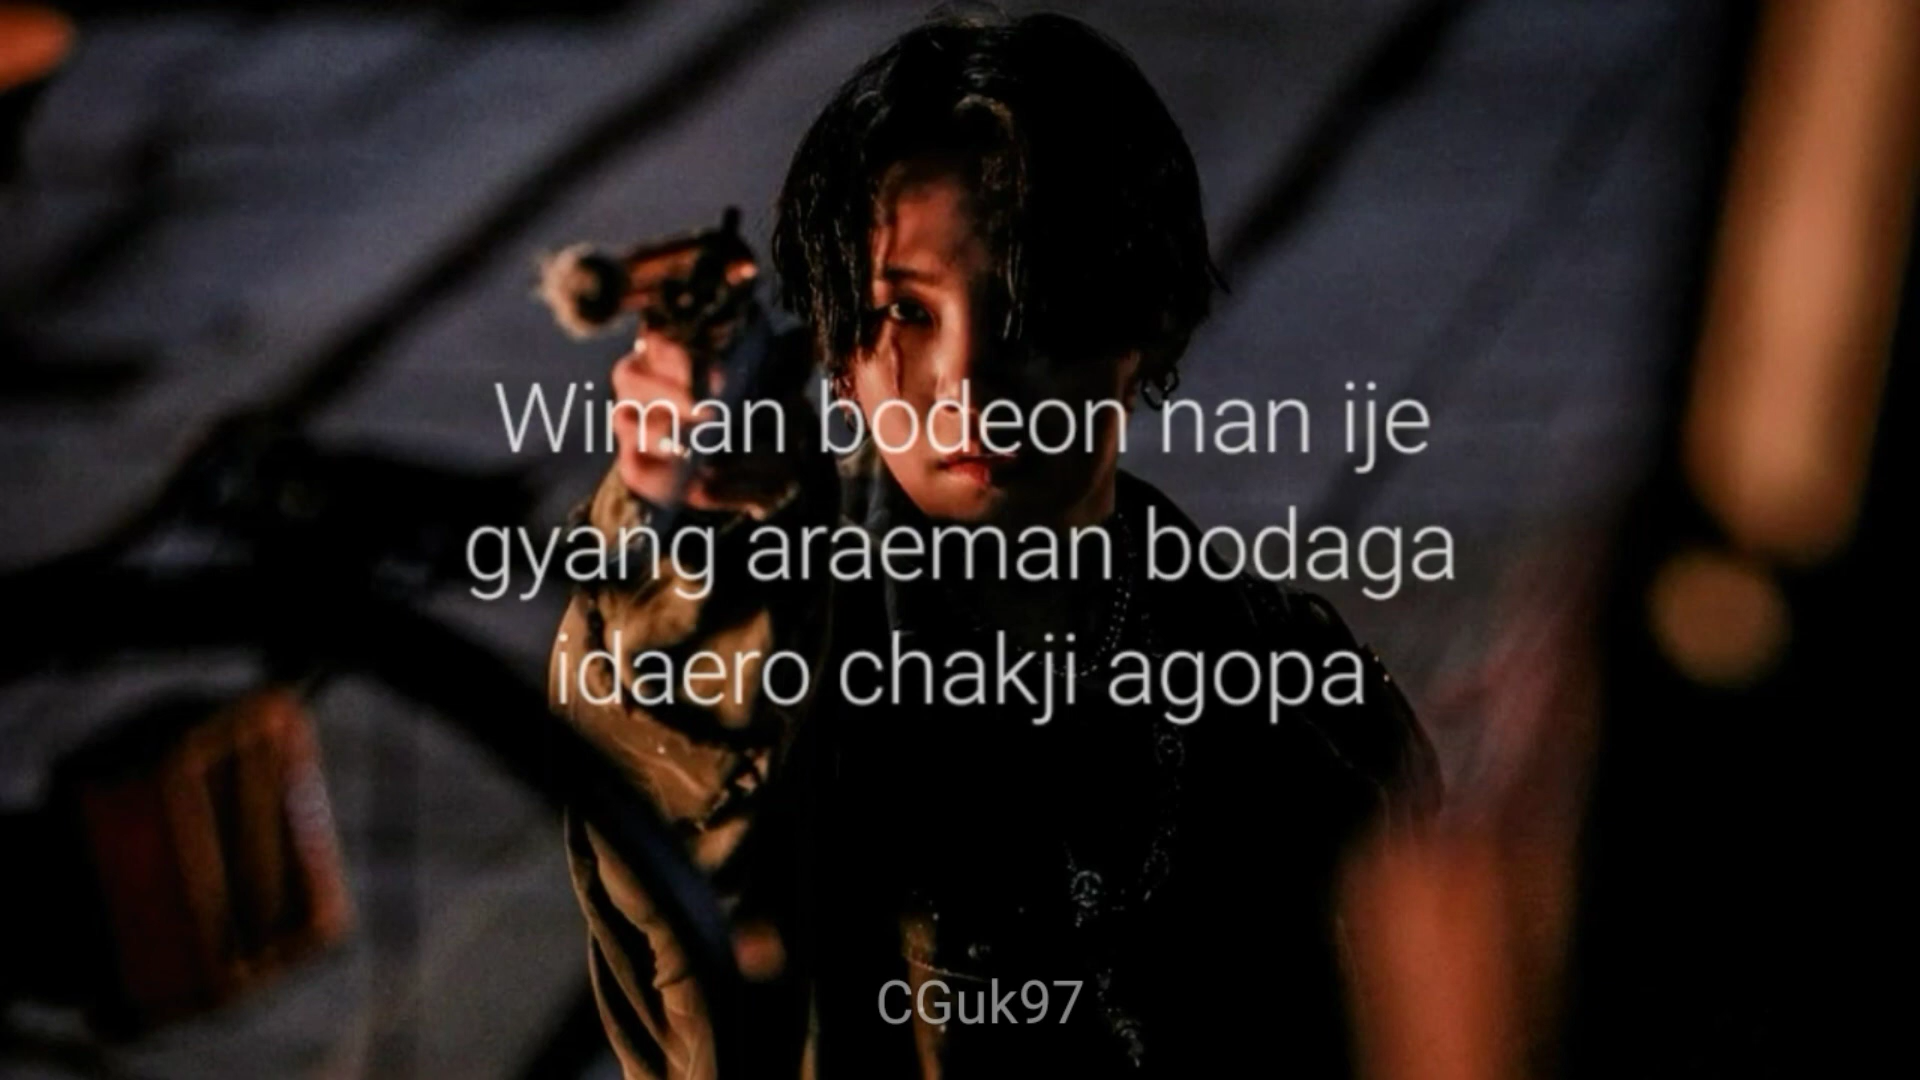 Wiman bodeon nan ije
gyang araeman bodaga
idaero chakji agopa
CGuk97